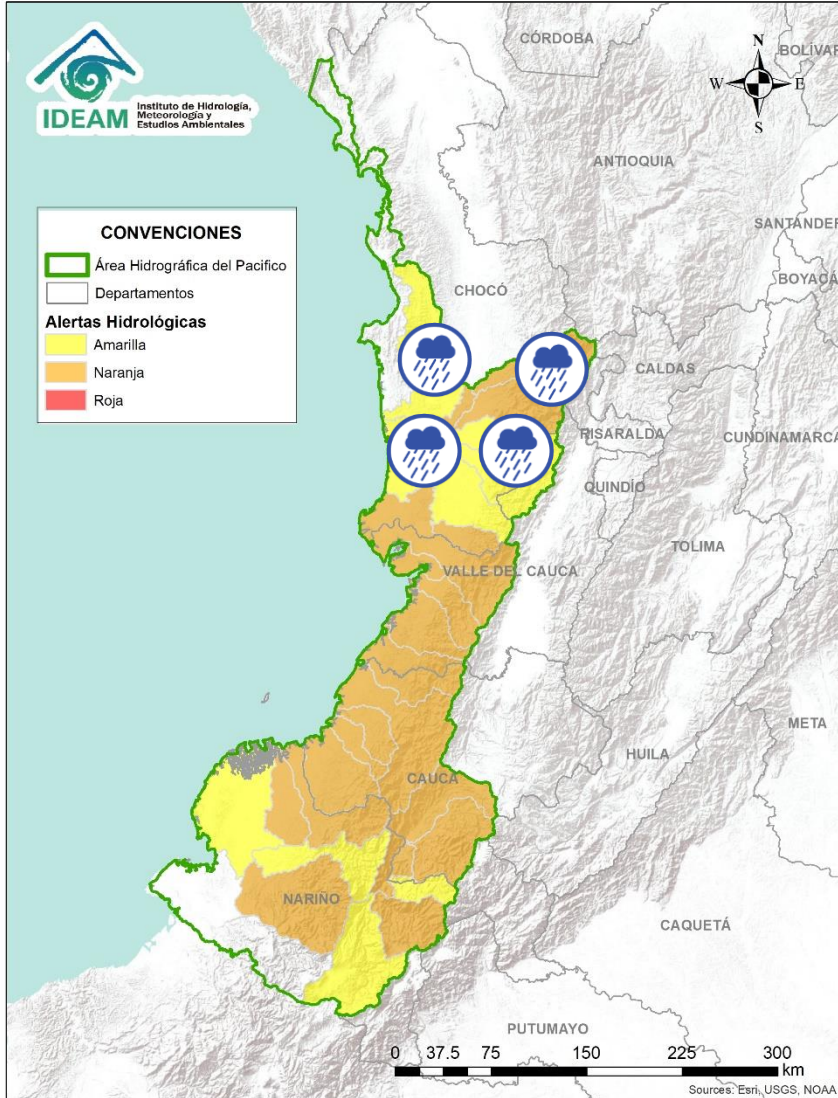 IDEAM
Instituto de Hidrología,
Meteorología y
Estudios Ambientales
CÓRDOBA
BOLÍVAR
N
W
E
S
ANTIOQUIA
SANTANDER
BOYACÁ
CONVENCIONES
Área Hidrográfica del Pacifico
Departamentos
Alertas Hidrológicas
Amarilla
Naranja
Roja
CHOCÓ
CALDAS
RISARALDA
CUNDINAMARCA
QUINDÍO
TOLIMA
VALLE DEL CAUCA
META
HUILA
CAUCA
NARIÑO
CAQUETÁ
PUTUMAYO
0 37.5 75 150 225 300
km
Sources: Esri, USGS, NOAA